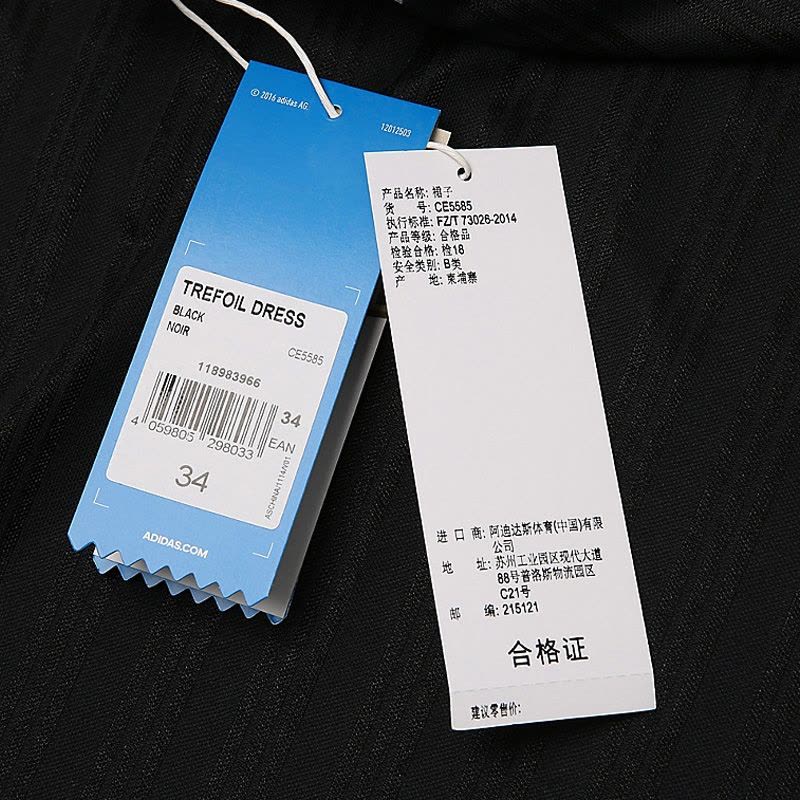 © 2016 adidas AG.
12012503
TREFOIL DRESS
BLACK
NOIR
CE5585
118983966
34
4 059805 298033 EAN
34
ASCHINA/1114/V01
ADIDAS.COM
产品名称: 裙子
货 号: CE5585
执行标准: FZ/T 73026-2014
产品等级: 合格品
检验合格: 检18
安全类别: B类
产 地: 柬埔寨
进 口 商: 阿迪达斯体育(中国)有限
公司
地 址: 苏州工业园区现代大道
88号普洛斯物流园区
C21号
邮 编: 215121
合格证
建议零售价: